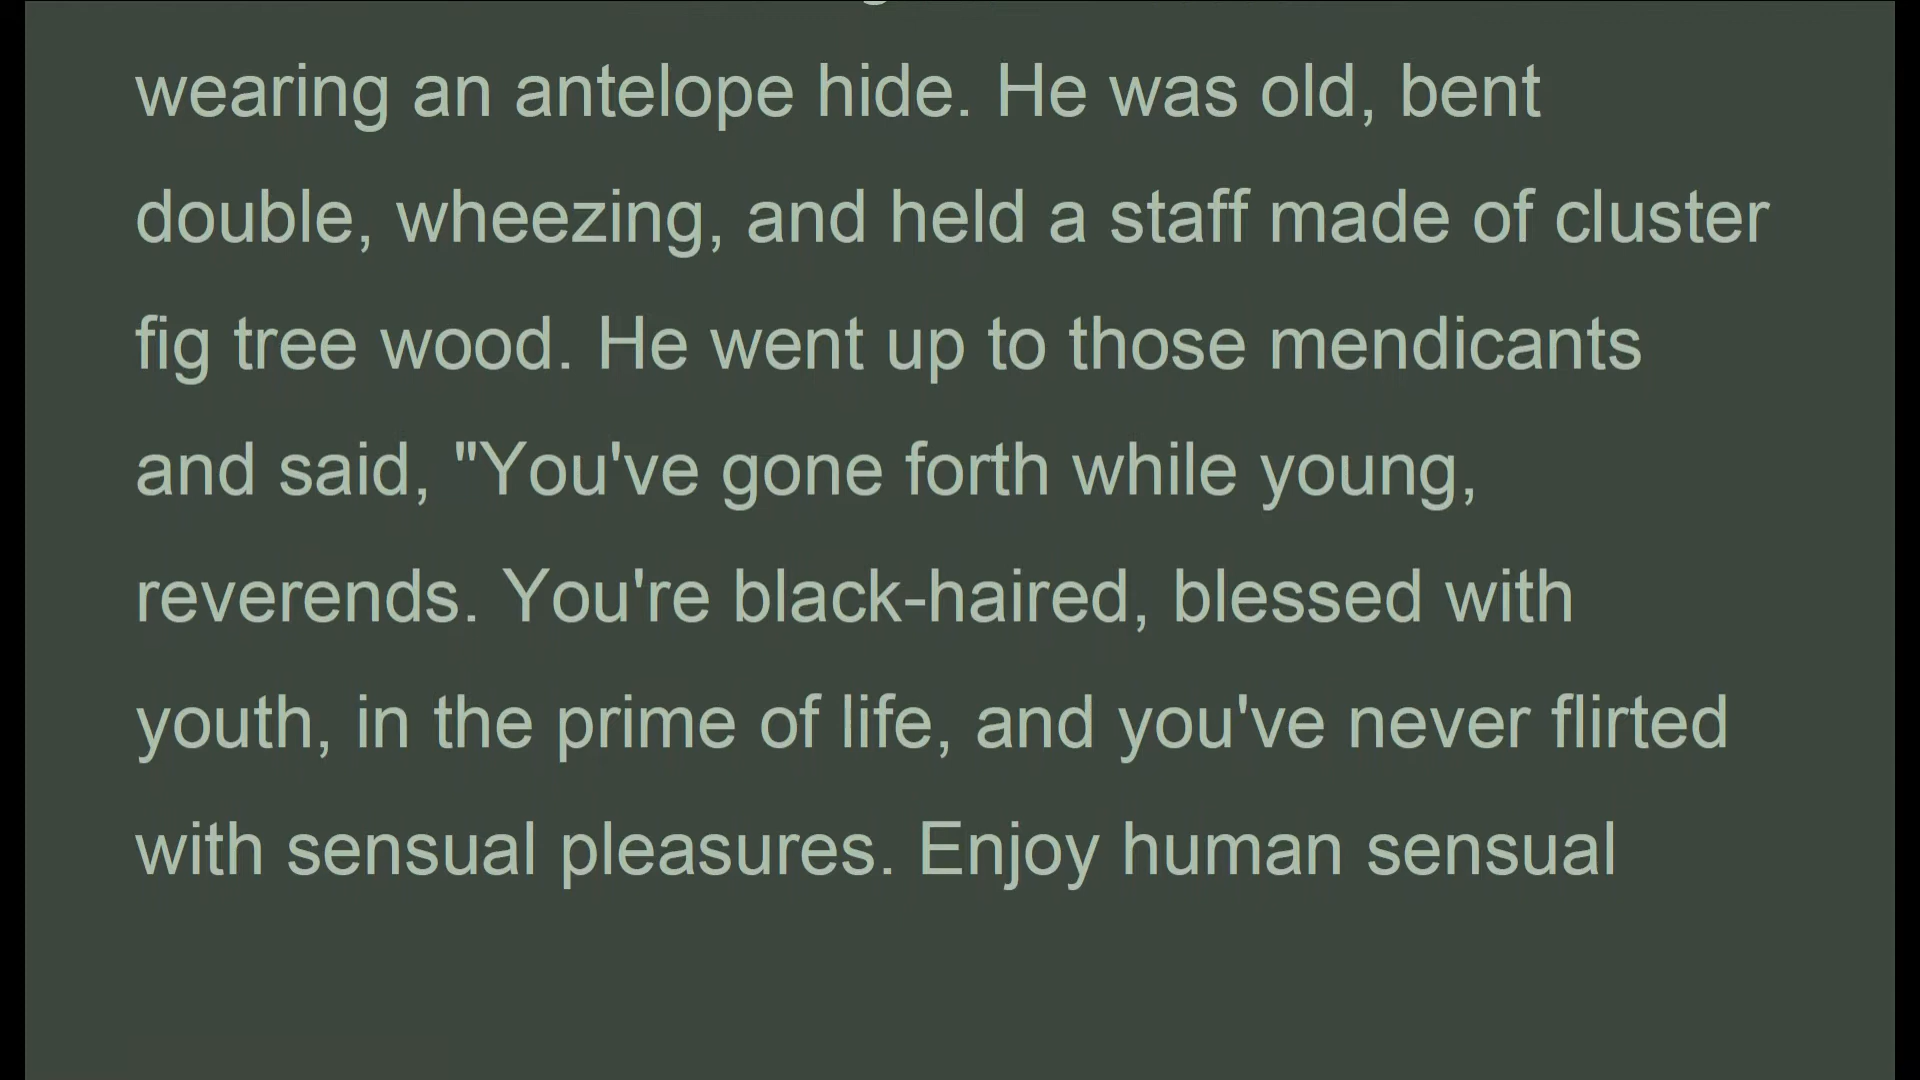 wearing an antelope hide. He was old, bent
double, wheezing, and held a staff made of cluster
fig tree wood. He went up to those mendicants
and said, "You've gone forth while young,
reverends. You're black-haired, blessed with
youth, in the prime of life, and you've never flirted
with sensual pleasures. Enjoy human sensual